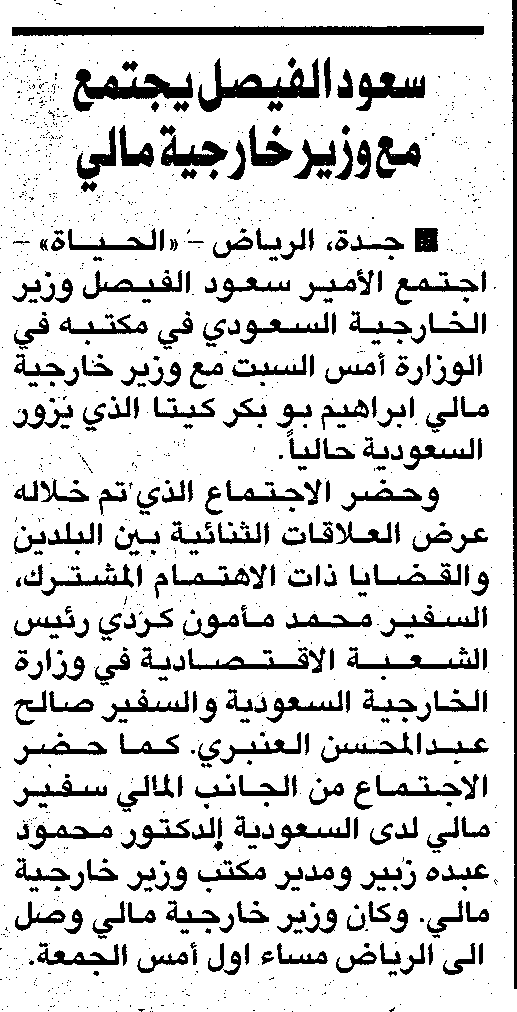 سعود الفيصل يجتمع
مع وزير خارجية مالي
جدة، الرياض - «الحياة» -
اجتمع الأمير سعود الفيصل وزير
الخارجية السعودي في مكتبه في
الوزارة أمس السبت مع وزير خارجية
مالي ابراهيم بو بكر كيتا الذي يزور
السعودية حالياً.
وحضر الاجتماع الذي تم خلاله
عرض العلاقات الثنائية بين البلدين
والقضايا ذات الاهتمام المشترك،
السفير محمد مأمون كردي رئيس
الشعبة الاقتصادية في وزارة
الخارجية السعودية والسفير صالح
عبدالمحسن العنبري. كما حضر
الاجتماع من الجانب المالي سفير
مالي لدى السعودية الدكتور محمود
عبده زبير ومدير مكتب وزير خارجية
مالي. وكان وزير خارجية مالي وصل
الى الرياض مساء اول أمس الجمعة.